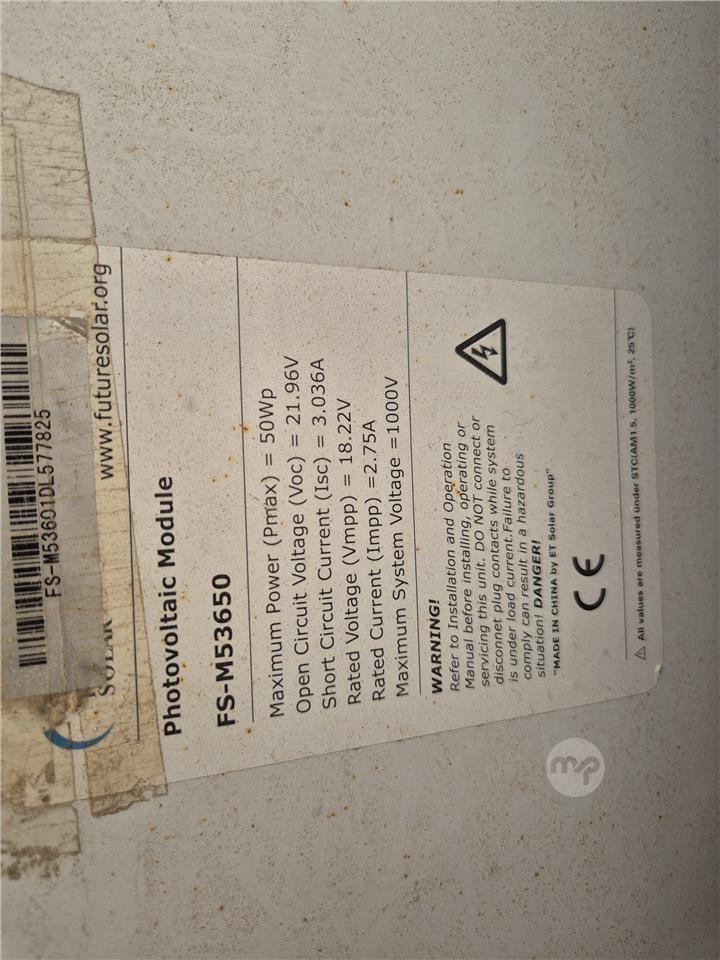 FS-M53601DL577825
SOLAR
www.futuresolar.org
Photovoltaic Module
FS-M53650
Maximum Power (Pmax) = 50Wp
Open Circuit Voltage (Voc) = 21.96V
Short Circuit Current (Isc) = 3.036A
Rated Voltage (Vmpp) = 18.22V
Rated Current (Impp) =2.75A
Maximum System Voltage =1000V
WARNING!
Refer to Installation and Operation
Manual before installing, operating or
servicing this unit. DO NOT connect or
disconnet plug contacts while system
is under load current.Failure to
comply can result in a hazardous
situation! DANGER!
"MADE IN CHINA by ET Solar Group"
CE
⚠ All values are measured under STC(AM1.5, 1000W/m², 25℃)